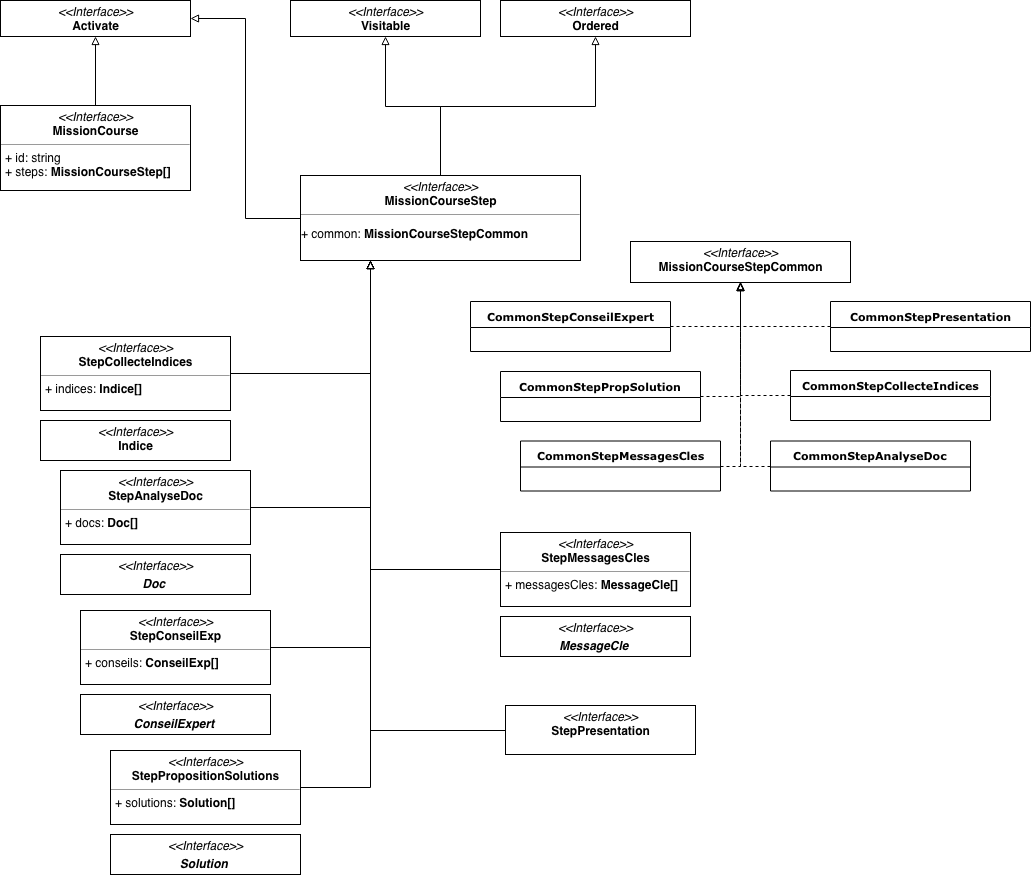 <<Interface>>
Activate
<<Interface>>
Visitable
<<Interface>>
Ordered
<<Interface>>
MissionCourse
+ id: string
+ steps: MissionCourseStep[]
<<Interface>>
MissionCourseStep
+ common: MissionCourseStepCommon
<<Interface>>
MissionCourseStepCommon
CommonStepConseilExpert
CommonStepPresentation
CommonStepPropSolution
CommonStepCollecteIndices
CommonStepMessagesCles
CommonStepAnalyseDoc
<<Interface>>
StepCollecteIndices
+ indices: Indice[]
<<Interface>>
Indice
<<Interface>>
StepAnalyseDoc
+ docs: Doc[]
<<Interface>>
Doc
<<Interface>>
StepConseilExp
+ conseils: ConseilExp[]
<<Interface>>
ConseilExpert
<<Interface>>
StepPropositionSolutions
+ solutions: Solution[]
<<Interface>>
Solution
<<Interface>>
StepMessagesCles
+ messagesCles: MessageCle[]
<<Interface>>
MessageCle
<<Interface>>
StepPresentation